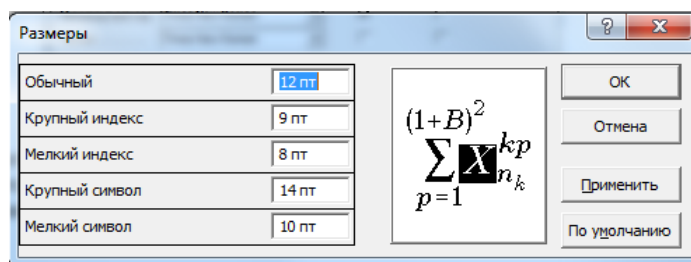 Размеры
Обычный 12 пт
Крупный индекс 9 пт
Мелкий индекс 8 пт
Крупный символ 14 пт
Мелкий символ 10 пт
(1+B)²
∑ X kp n k
p=1
ОК
Отмена
Применить
По умолчанию